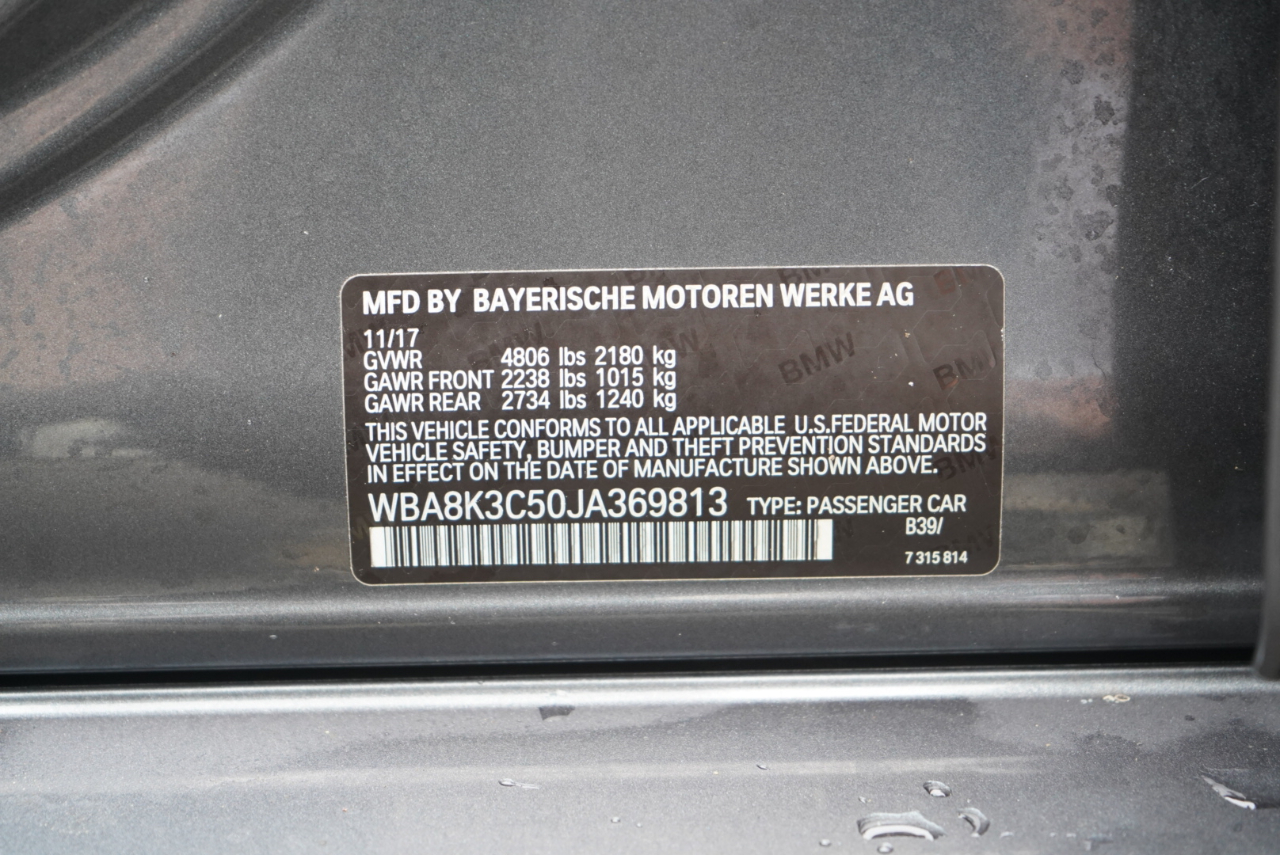 MFD BY BAYERISCHE MOTOREN WERKE AG
11/17
GVWR 4806 lbs 2180 kg
GAWR FRONT 2238 lbs 1015 kg
GAWR REAR 2734 lbs 1240 kg
THIS VEHICLE CONFORMS TO ALL APPLICABLE U.S.FEDERAL MOTOR
VEHICLE SAFETY, BUMPER AND THEFT PREVENTION STANDARDS
IN EFFECT ON THE DATE OF MANUFACTURE SHOWN ABOVE.
WBA8K3C50JA369813 TYPE: PASSENGER CAR
B39/
7 315 814
BMW
BMW